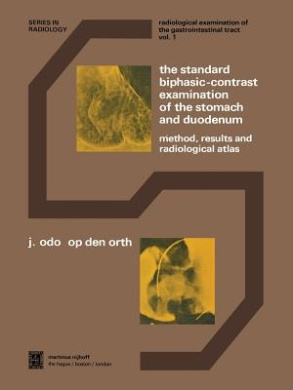 SERIES IN
RADIOLOGY
radiological examination of
the gastrointestinal tract
vol. 1
the standard
biphasic-contrast
examination
of the stomach
and duodenum
method, results and
radiological atlas
j. odo op den orth
martinus nijhoff
the hague / boston / london